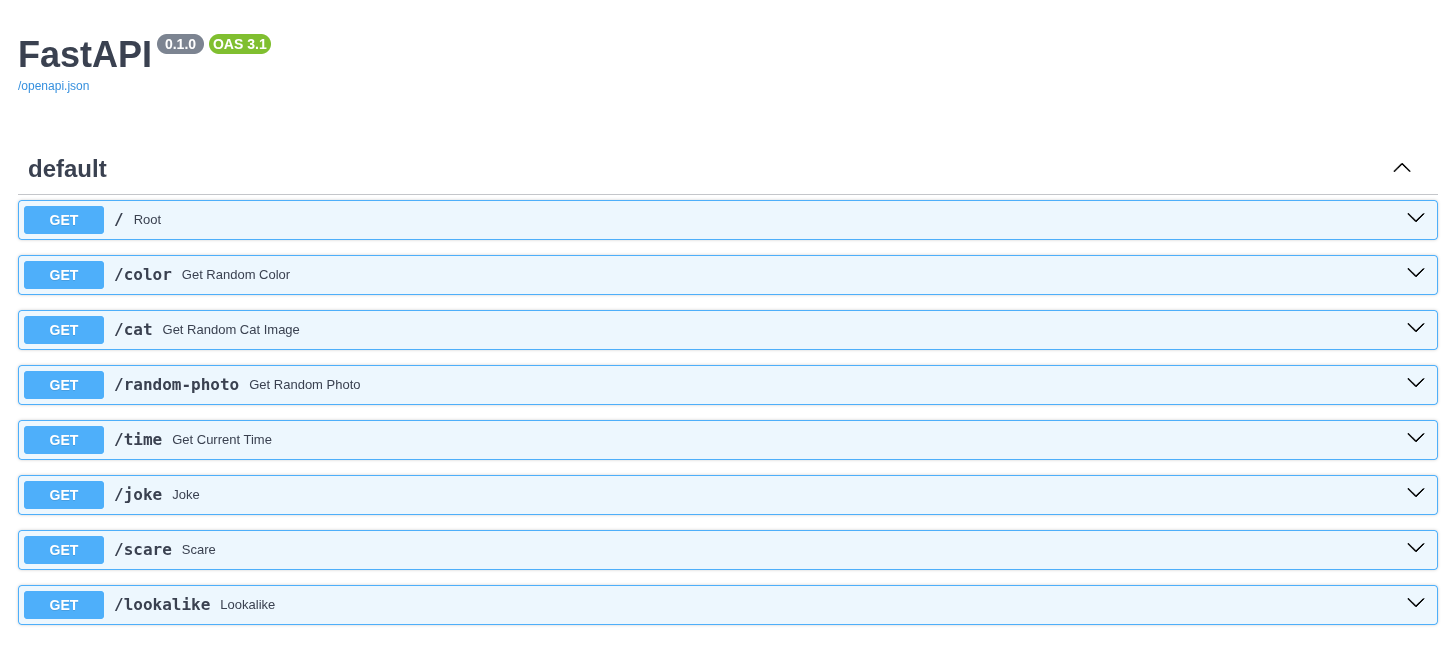 FastAPI 0.1.0 OAS 3.1
/openapi.json
default
GET / Root
GET /color Get Random Color
GET /cat Get Random Cat Image
GET /random-photo Get Random Photo
GET /time Get Current Time
GET /joke Joke
GET /scare Scare
GET /lookalike Lookalike